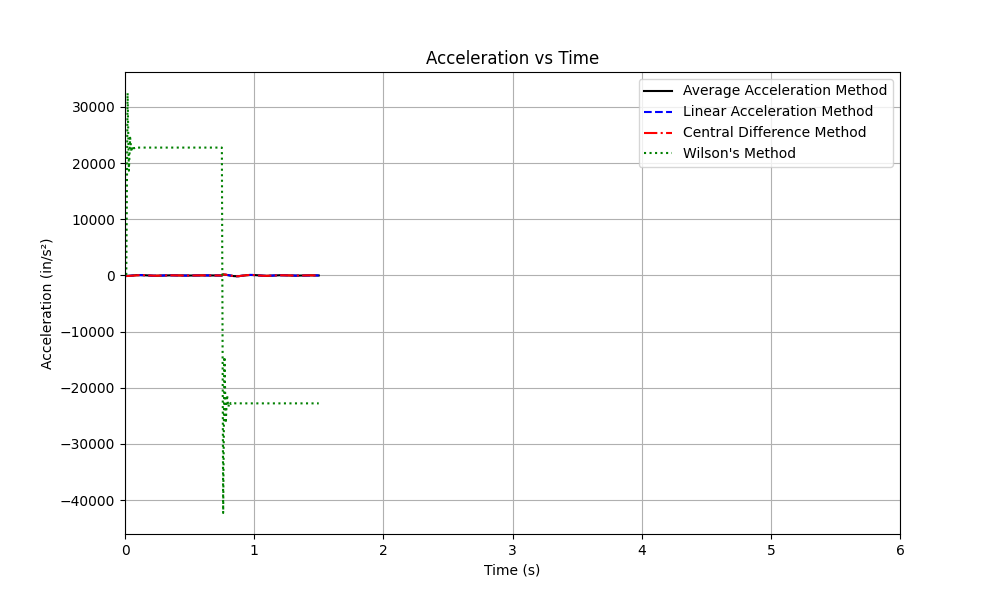 Acceleration vs Time
Average Acceleration Method
Linear Acceleration Method
Central Difference Method
Wilson's Method
Acceleration (in/s²)
30000
20000
10000
0
−10000
−20000
−30000
−40000
0 1 2 3 4 5 6
Time (s)